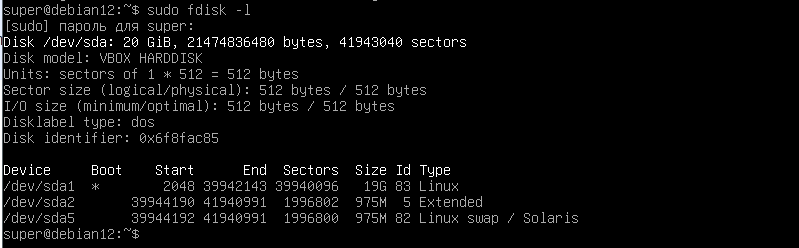 super@debian12:~$ sudo fdisk -l
[sudo] пароль для super:
Disk /dev/sda: 20 GiB, 21474836480 bytes, 41943040 sectors
Disk model: VBOX HARDDISK
Units: sectors of 1 * 512 = 512 bytes
Sector size (logical/physical): 512 bytes / 512 bytes
I/O size (minimum/optimal): 512 bytes / 512 bytes
Disklabel type: dos
Disk identifier: 0x6f8fac85
Device     Boot    Start      End  Sectors  Size Id Type
/dev/sda1  *        2048 39942143 39940096   19G 83 Linux
/dev/sda2       39944190 41940991  1996802  975M  5 Extended
/dev/sda5       39944192 41940991  1996800  975M 82 Linux swap / Solaris
super@debian12:~$